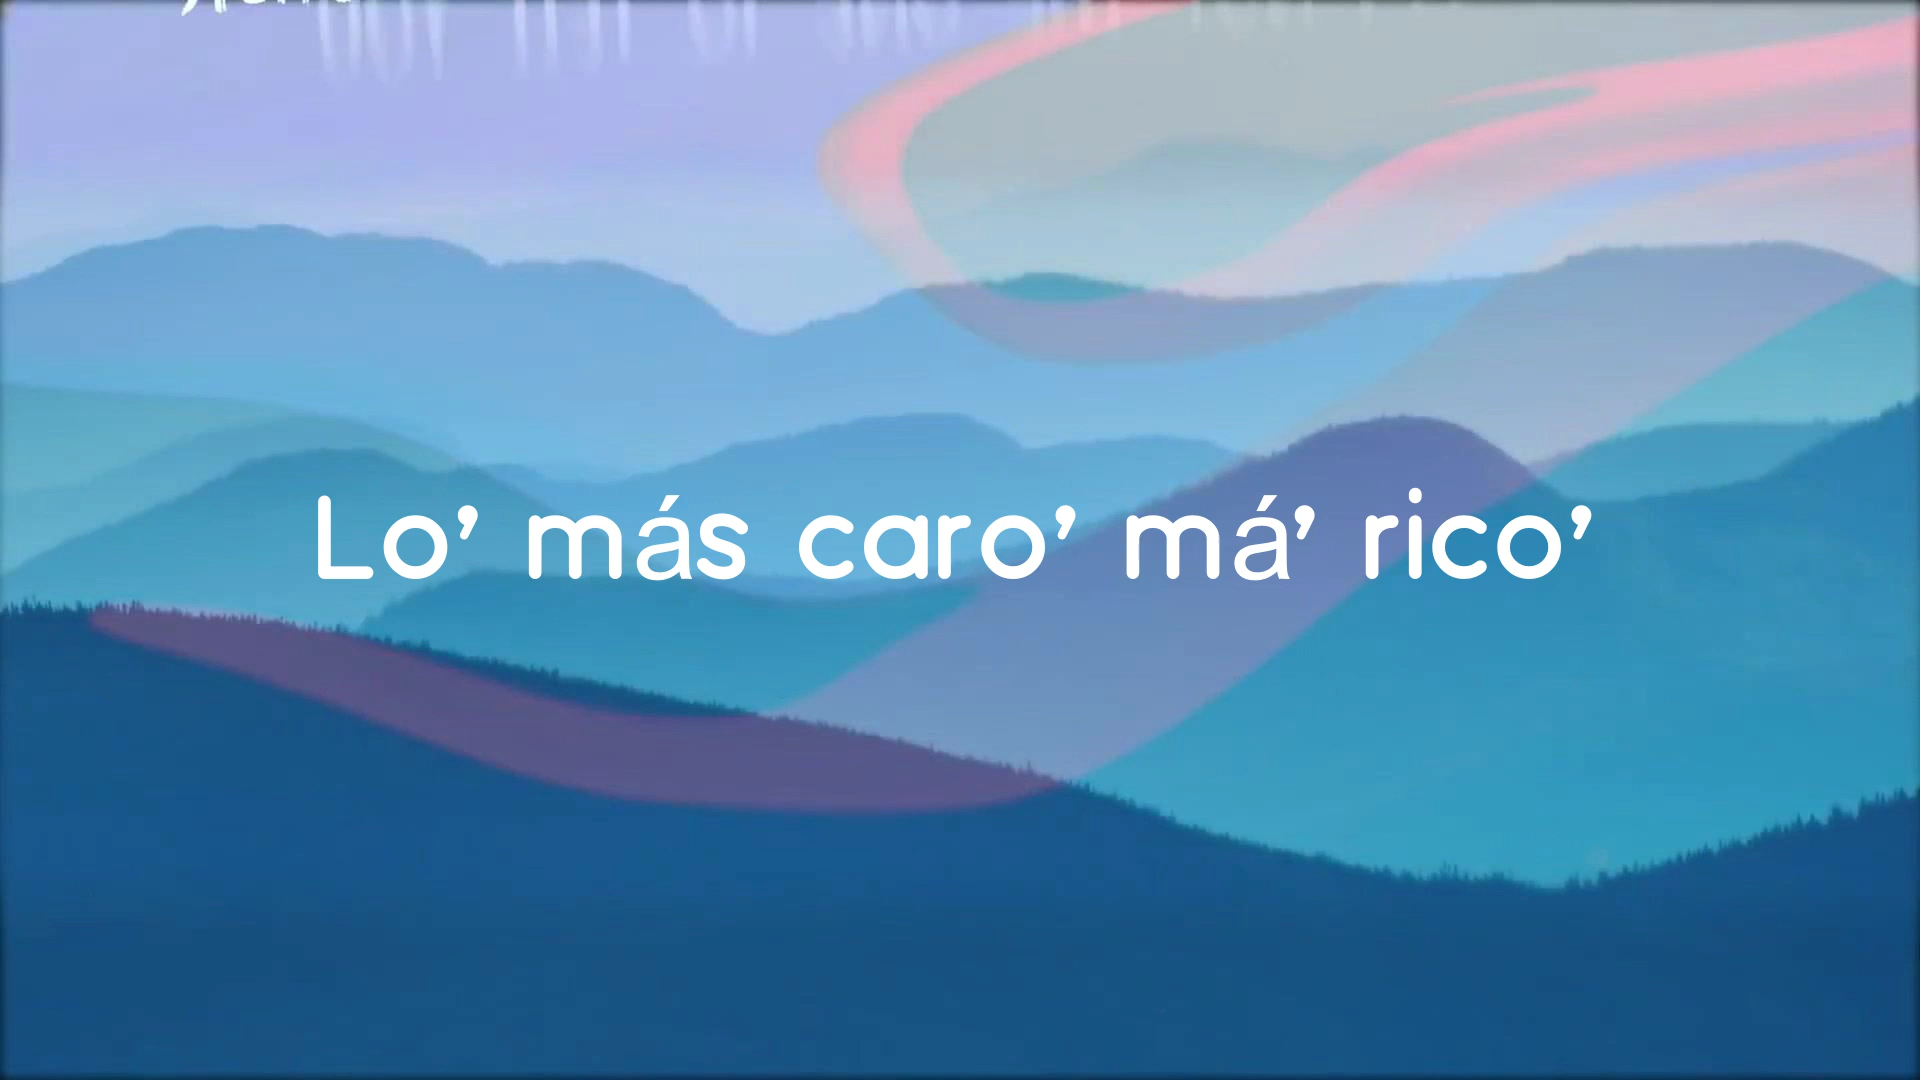 Lo’ más caro’ má’ rico’